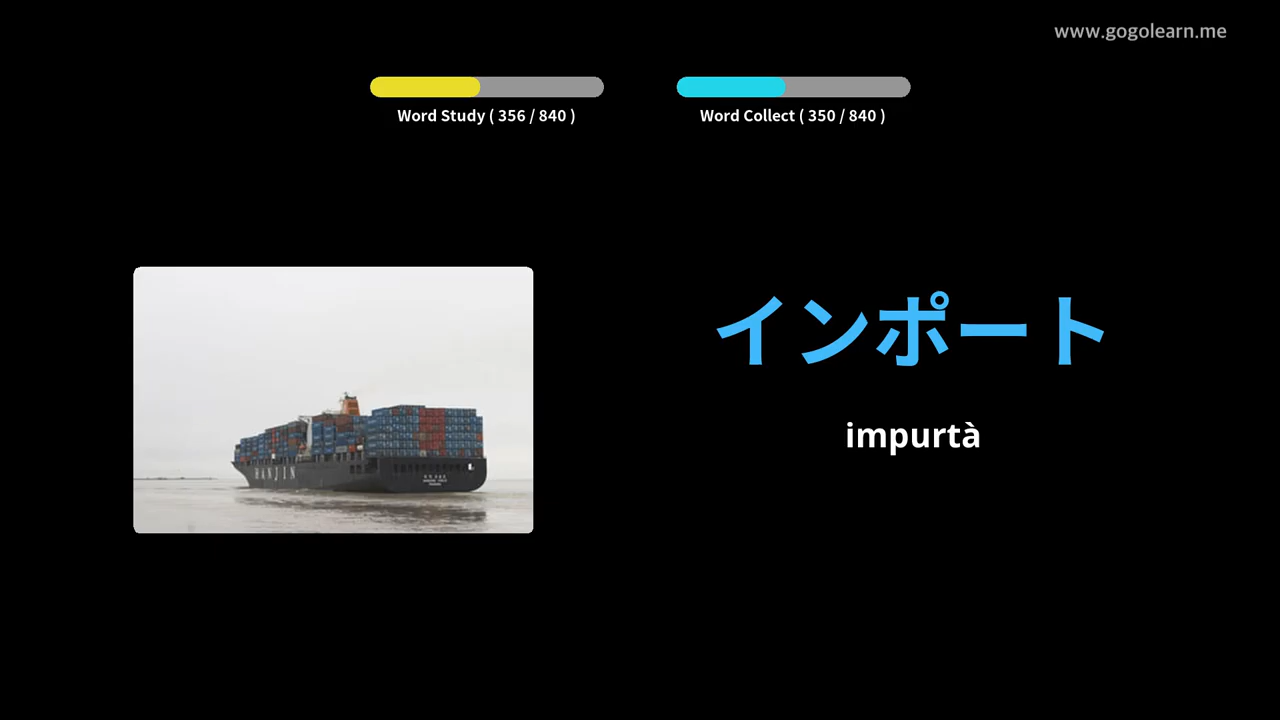 www.gogolearn.me
Word Study ( 356 / 840 )
Word Collect ( 350 / 840 )
インポート
impurtà
HANJIN